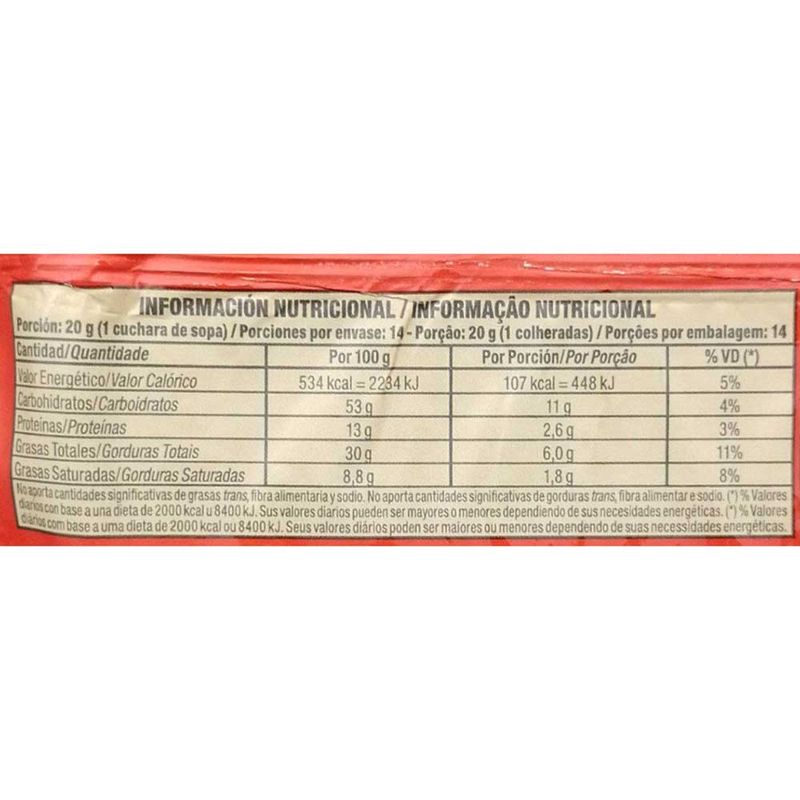 INFORMACIÓN NUTRICIONAL / INFORMAÇÃO NUTRICIONAL
Porción: 20 g (1 cuchara de sopa) / Porciones por envase: 14 - Porção: 20 g (1 colheradas) / Porções por embalagem: 14
Cantidad/Quantidade Por 100 g Por Porción/Por Porção % VD (*)
Valor Energético/Valor Calórico 534 kcal = 2234 kJ 107 kcal = 448 kJ 5%
Carbohidratos/Carboidratos 53 g 11 g 4%
Proteínas/Proteínas 13 g 2,6 g 3%
Grasas Totales/Gorduras Totais 30 g 6,0 g 11%
Grasas Saturadas/Gorduras Saturadas 8,8 g 1,8 g 8%
No aporta cantidades significativas de grasas trans, fibra alimentaria y sodio. No aporta cantidades significativas de gorduras trans, fibra alimentar e sodio. (*) % Valores
diarios con base a una dieta de 2000 kcal u 8400 kJ. Sus valores diarios pueden ser mayores o menores dependiendo de sus necesidades energéticas. (*) % Valores
diários com base a uma dieta de 2000 kcal ou 8400 kJ. Seus valores diários poden ser maiores ou menores dependendo de suas necessidades energéticas.